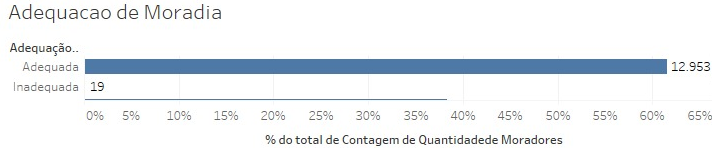 Adequacao de Moradia
Adequação..
Adequada 12.953
Inadequada 19
0% 5% 10% 15% 20% 25% 30% 35% 40% 45% 50% 55% 60% 65%
% do total de Contagem de Quantidadede Moradores